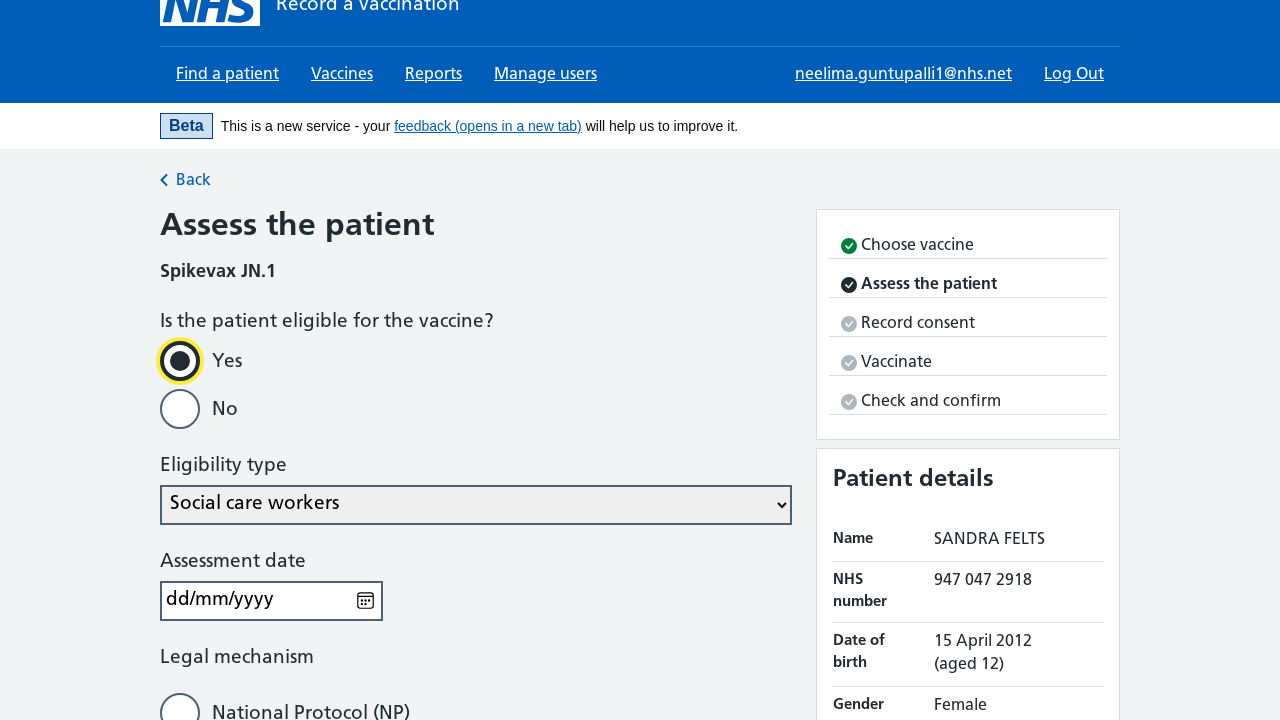 NHS Record a vaccination
Find a patient Vaccines Reports Manage users neelima.guntupalli1@nhs.net Log Out
Beta This is a new service - your feedback (opens in a new tab) will help us to improve it.
Back
Assess the patient
Spikevax JN.1
Is the patient eligible for the vaccine?
Yes
No
Eligibility type
Social care workers
Assessment date
dd/mm/yyyy
Legal mechanism
National Protocol (NP)
Choose vaccine
Assess the patient
Record consent
Vaccinate
Check and confirm
Patient details
Name SANDRA FELTS
NHS number 947 047 2918
Date of birth 15 April 2012
(aged 12)
Gender Female